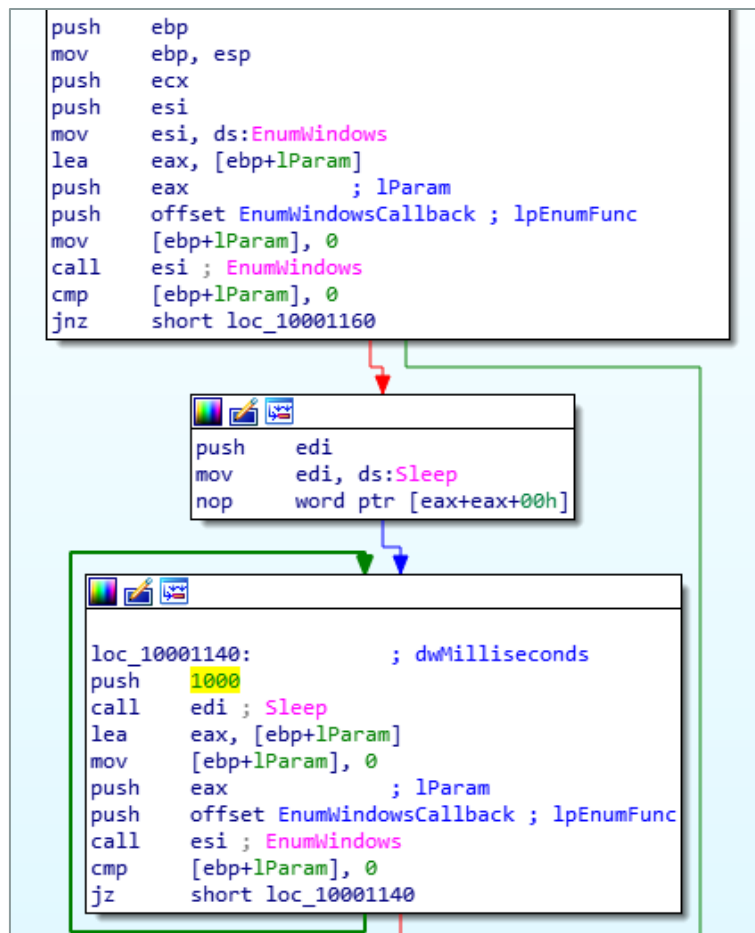 push ebp
mov ebp, esp
push ecx
push esi
mov esi, ds:EnumWindows
lea eax, [ebp+lParam]
push eax ; lParam
push offset EnumWindowsCallback ; lpEnumFunc
mov [ebp+lParam], 0
call esi ; EnumWindows
cmp [ebp+lParam], 0
jnz short loc_10001160
push edi
mov edi, ds:Sleep
nop word ptr [eax+eax+00h]
loc_10001140: ; dwMilliseconds
push 1000
call edi ; Sleep
lea eax, [ebp+lParam]
mov [ebp+lParam], 0
push eax ; lParam
push offset EnumWindowsCallback ; lpEnumFunc
call esi ; EnumWindows
cmp [ebp+lParam], 0
jz short loc_10001140